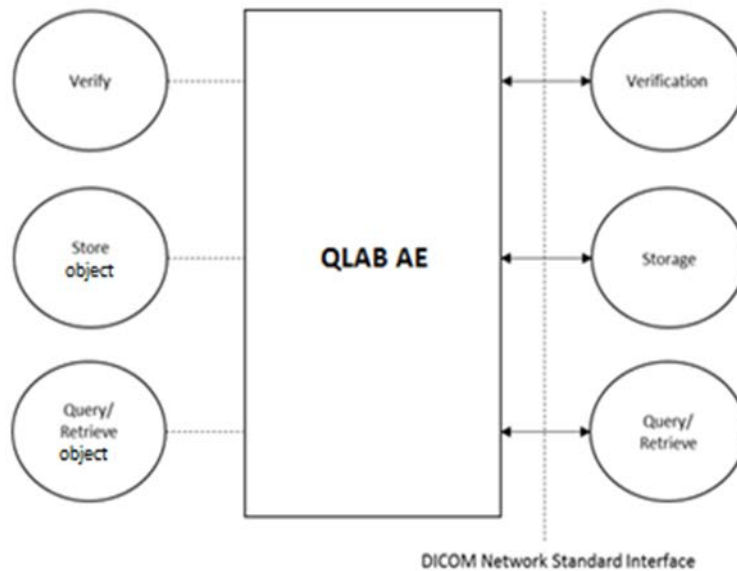 Verify
Verification
Store
object
QLAB AE
Storage
Query/
Retrieve
object
Query/
Retrieve
DICOM Network Standard Interface